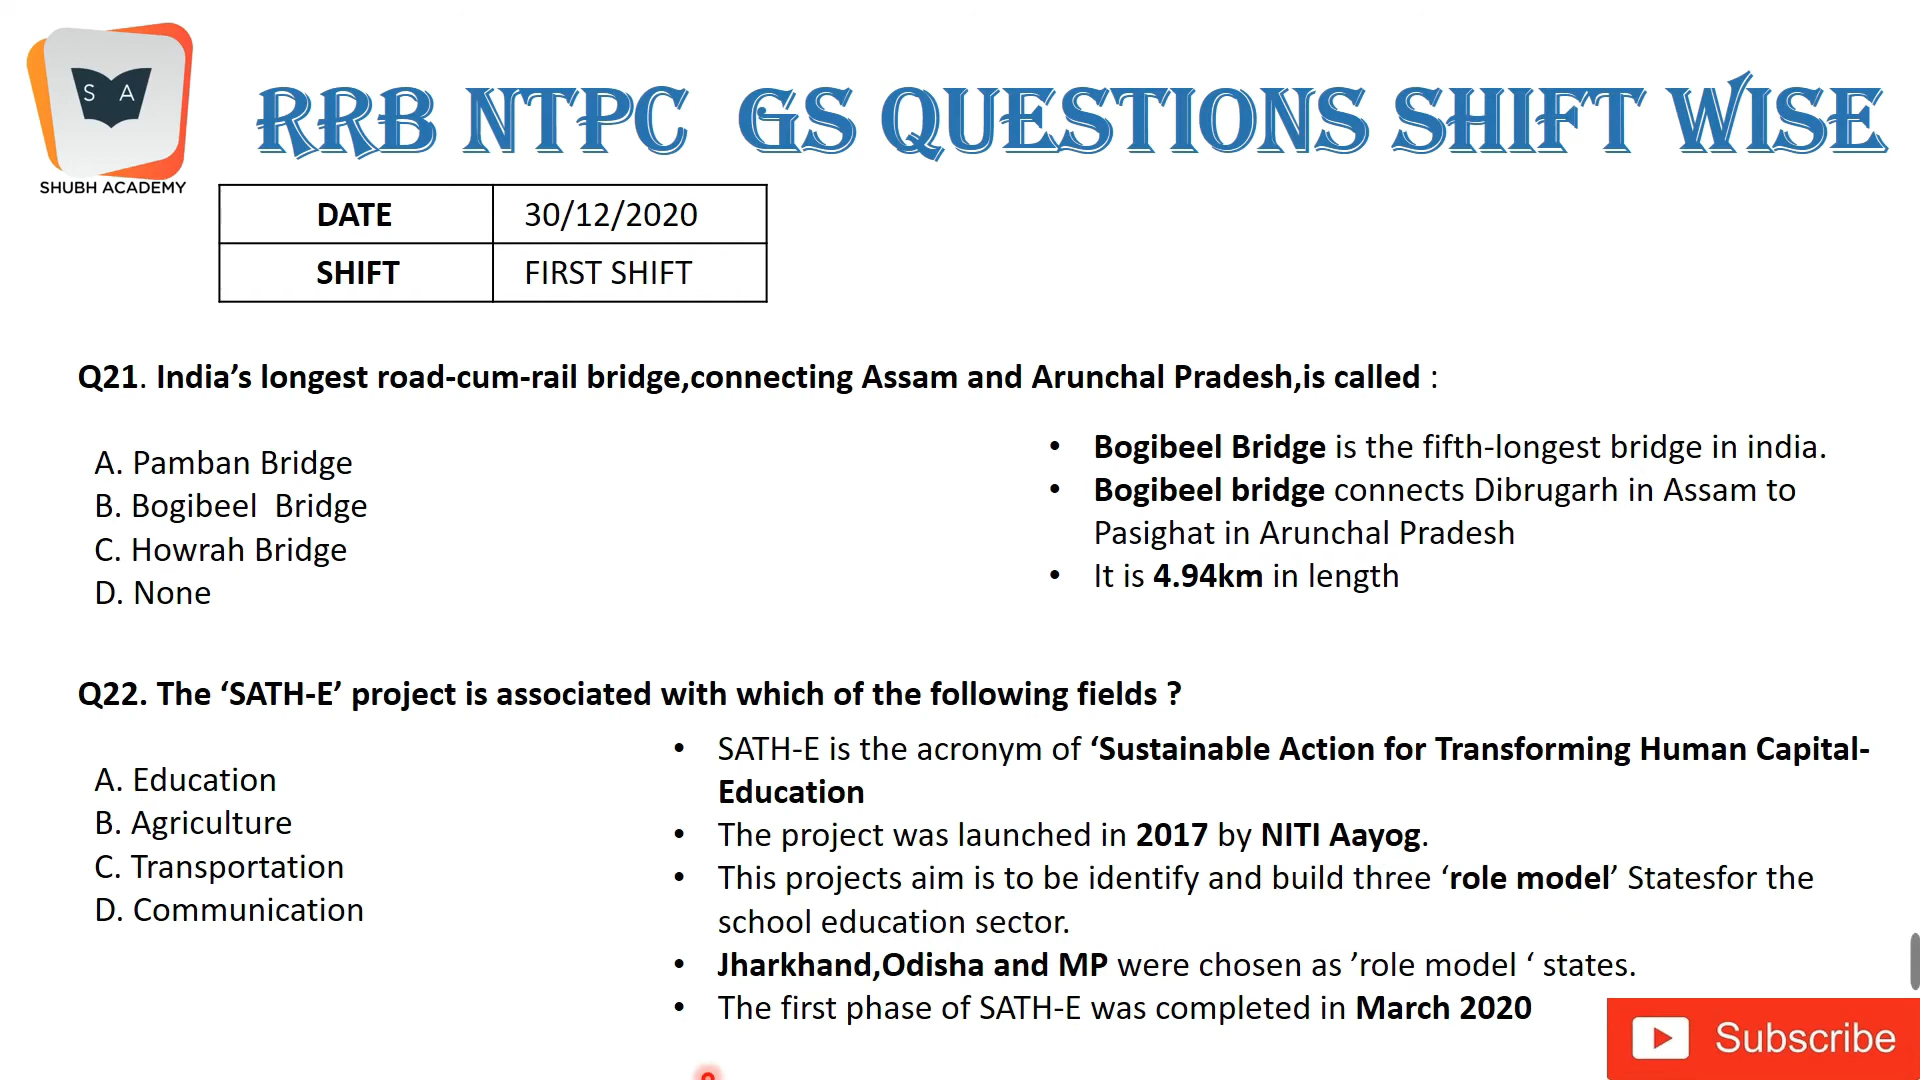 S A
SHUBH ACADEMY
RRB NTPC GS QUESTIONS SHIFT WISE
DATE 30/12/2020
SHIFT FIRST SHIFT
Q21. India’s longest road-cum-rail bridge,connecting Assam and Arunchal Pradesh,is called :
A. Pamban Bridge
B. Bogibeel Bridge
C. Howrah Bridge
D. None
• Bogibeel Bridge is the fifth-longest bridge in india.
• Bogibeel bridge connects Dibrugarh in Assam to
Pasighat in Arunchal Pradesh
• It is 4.94km in length
Q22. The ‘SATH-E’ project is associated with which of the following fields ?
A. Education
B. Agriculture
C. Transportation
D. Communication
• SATH-E is the acronym of ‘Sustainable Action for Transforming Human Capital-
Education
• The project was launched in 2017 by NITI Aayog.
• This projects aim is to be identify and build three ‘role model’ Statesfor the
school education sector.
• Jharkhand,Odisha and MP were chosen as ’role model ‘ states.
• The first phase of SATH-E was completed in March 2020
Subscribe